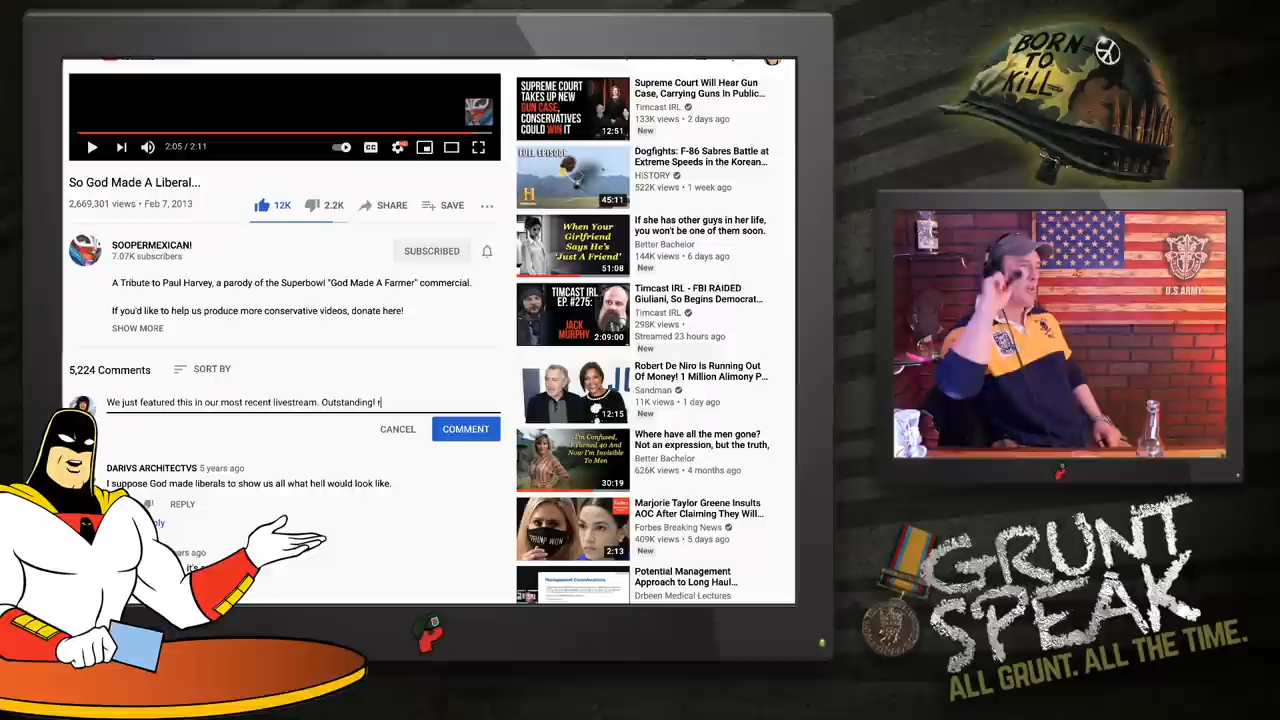 2:05 / 2:11
So God Made A Liberal...
2,669,301 views • Feb 7, 2013
12K
2.2K
SHARE
SAVE
SOOPERMEXICAN!
7.07K subscribers
SUBSCRIBED
A Tribute to Paul Harvey, a parody of the Superbowl "God Made A Farmer" commercial.
If you'd like to help us produce more conservative videos, donate here!
SHOW MORE
5,224 Comments
SORT BY
We just featured this in our most recent livestream. Outstanding! r
CANCEL
COMMENT
DARIVS ARCHITECTVS 5 years ago
I suppose God made liberals to show us all what hell would look like.
REPLY
SUPREME COURT
TAKES UP NEW
GUN CASE,
CONSERVATIVES
COULD WIN IT
12:51
Supreme Court Will Hear Gun
Case, Carrying Guns In Public...
Timcast IRL
133K views • 2 days ago
New
FULL EPISODE
H
45:11
Dogfights: F-86 Sabres Battle at
Extreme Speeds in the Korean...
HISTORY
522K views • 1 week ago
When Your
Girlfriend
Says He's
'Just A Friend'
51:08
If she has other guys in her life,
you won't be one of them soon.
Better Bachelor
144K views • 6 days ago
New
TIMCAST IRL
EP. #275:
JACK
MURPHY
2:09:00
Timcast IRL - FBI RAIDED
Giuliani, So Begins Democrat...
Timcast IRL
298K views •
Streamed 23 hours ago
New
12:15
Robert De Niro Is Running Out
Of Money! 1 Million Alimony P...
Sandman
11K views • 1 day ago
New
I'm Confused,
I Turned 40 And
Now I'm Invisible
To Men
30:19
Where have all the men gone?
Not an expression, but the truth,
Better Bachelor
626K views • 4 months ago
TRUMP WON
Forbes
2:13
Marjorie Taylor Greene Insults
AOC After Claiming They Will...
Forbes Breaking News
409K views • 5 days ago
New
Potential Management
Approach to Long Haul...
Drbeen Medical Lectures
BORN
TO
KILL
U.S. ARMY
GRUNT
SPEAK
ALL GRUNT. ALL THE TIME.